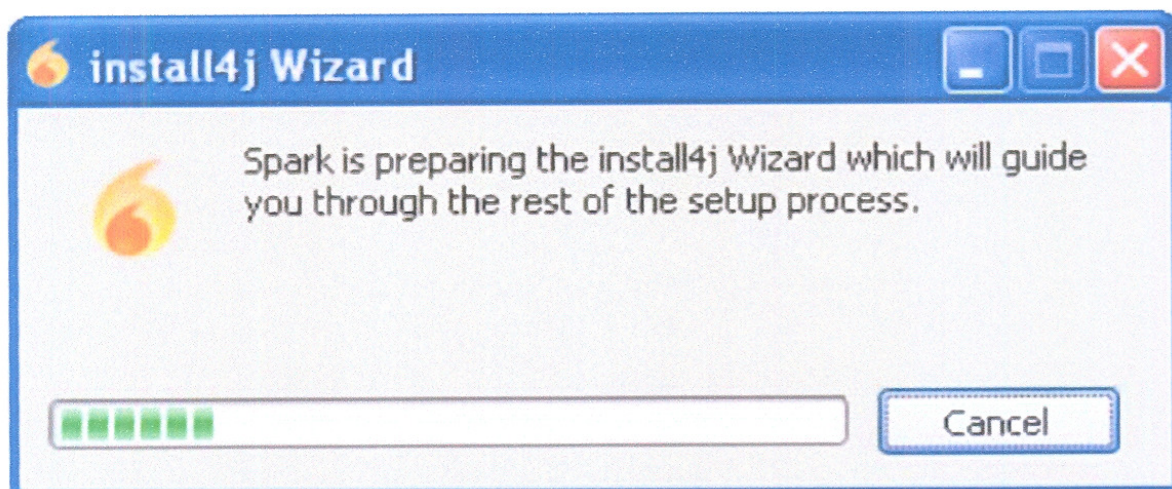 install4j Wizard
Spark is preparing the install4j Wizard which will guide
you through the rest of the setup process.
Cancel